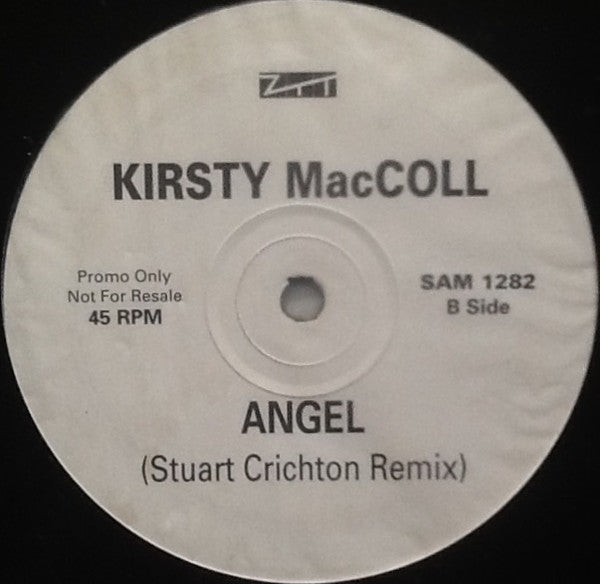 ZTT
KIRSTY MacCOLL
Promo Only
Not For Resale
45 RPM
SAM 1282
B Side
ANGEL
(Stuart Crichton Remix)